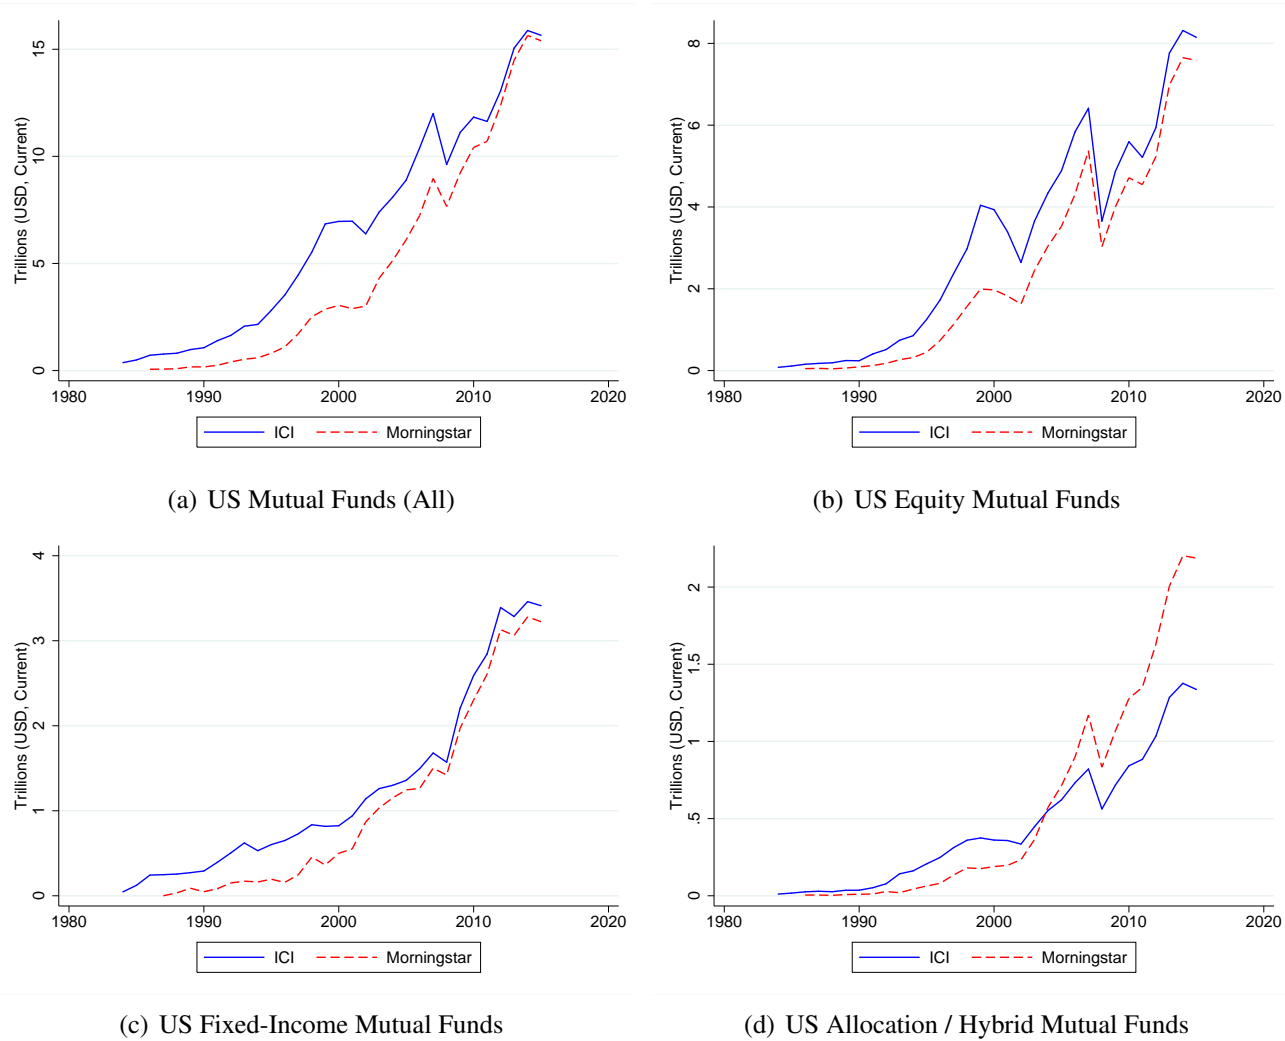 Trillions (USD, Current)
15
10
5
0
1980 1990 2000 2010 2020
ICI Morningstar
(a) US Mutual Funds (All)
Trillions (USD, Current)
8
6
4
2
0
1980 1990 2000 2010 2020
ICI Morningstar
(b) US Equity Mutual Funds
Trillions (USD, Current)
4
3
2
1
0
1980 1990 2000 2010 2020
ICI Morningstar
(c) US Fixed-Income Mutual Funds
Trillions (USD, Current)
2
1.5
1
.5
0
1980 1990 2000 2010 2020
ICI Morningstar
(d) US Allocation / Hybrid Mutual Funds